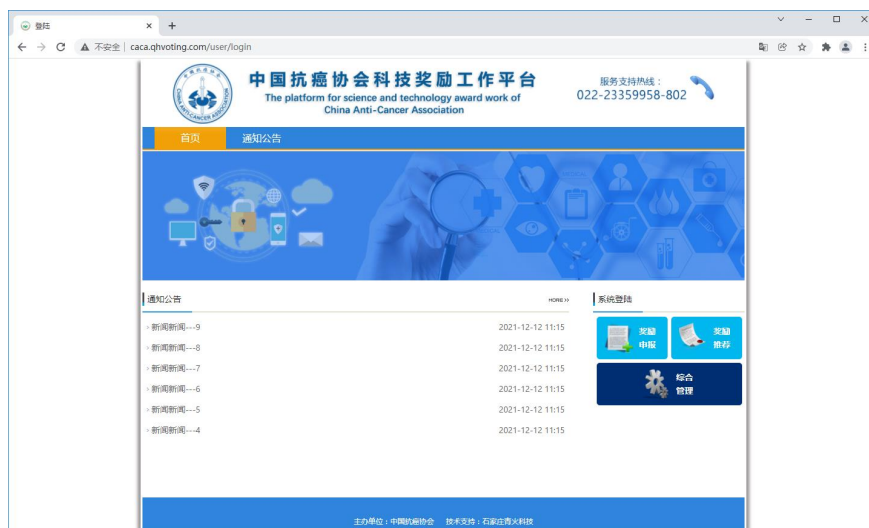 登陆
不安全
caca.qhvoting.com/user/login
中国抗癌协会科技奖励工作平台
The platform for science and technology award work of
China Anti-Cancer Association
服务支持热线：
022-23359958-802
CHINA ANTI-CANCER ASSOCIATION
首页 通知公告
通知公告
MORE >>
新闻新闻---9 2021-12-12 11:15
新闻新闻---8 2021-12-12 11:15
新闻新闻---7 2021-12-12 11:15
新闻新闻---6 2021-12-12 11:15
新闻新闻---5 2021-12-12 11:15
新闻新闻---4 2021-12-12 11:15
系统登陆
奖励
申报
奖励
推荐
综合
管理
主办单位：中国抗癌协会 技术支持：石家庄青火科技